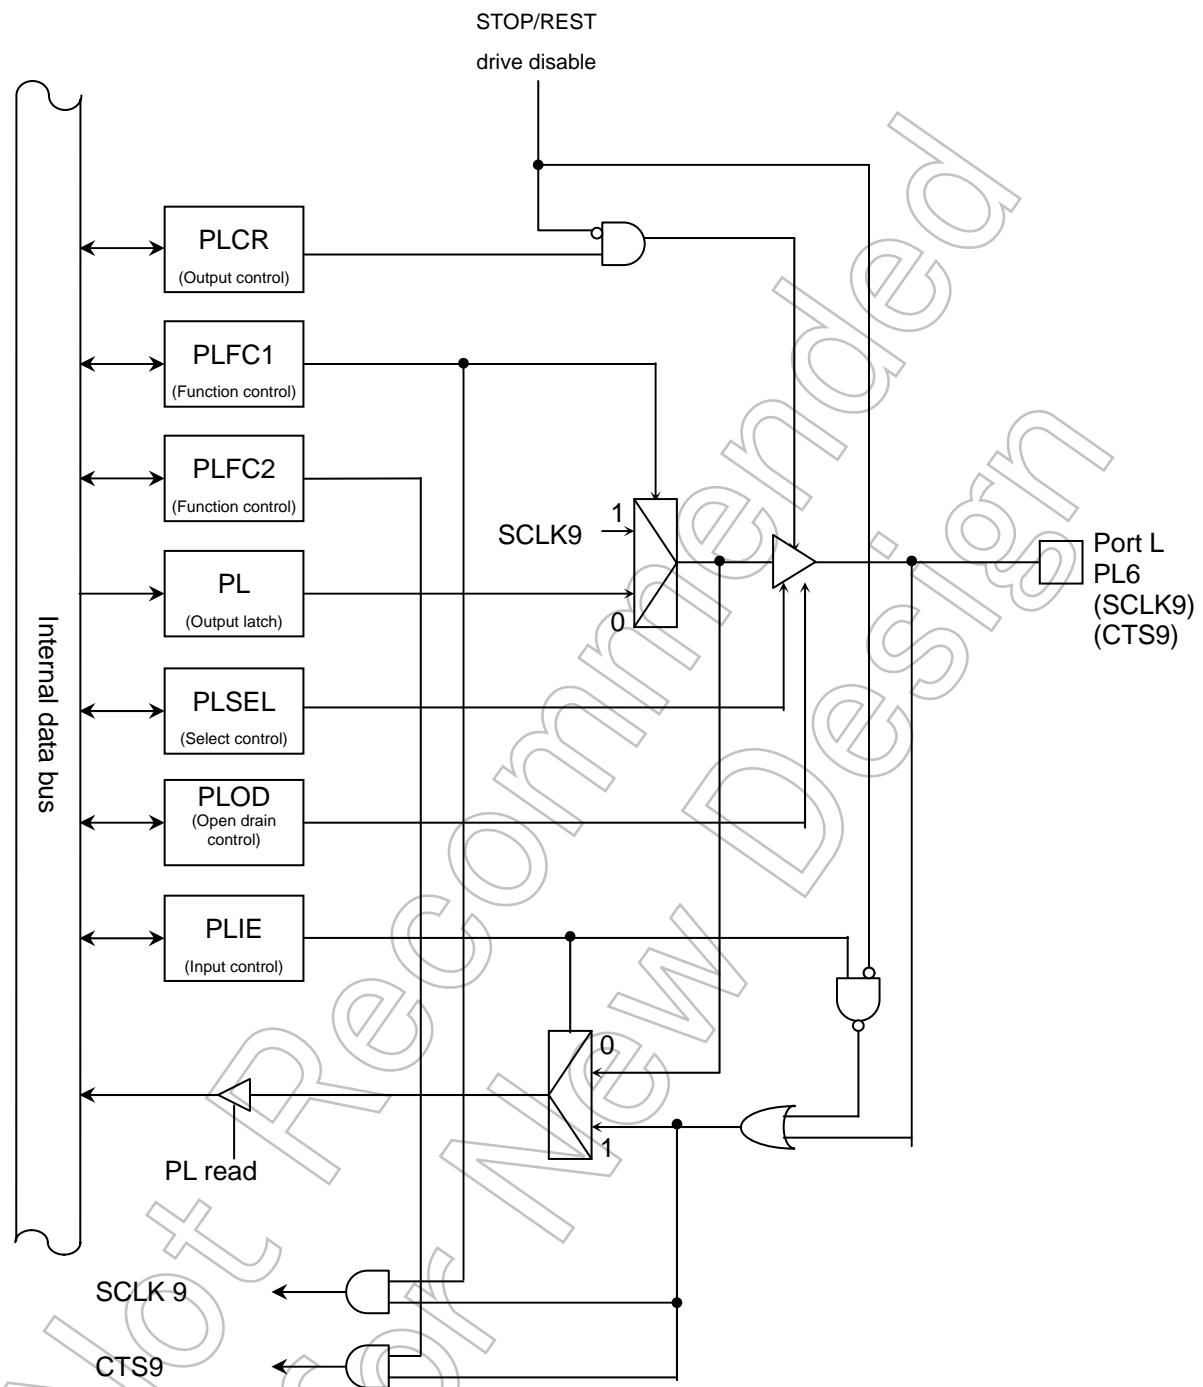 STOP/REST
drive disable
PLCR
(Output control)
PLFC1
(Function control)
PLFC2
(Function control)
1
SCLK9
PL
(Output latch)
0
Port L
PL6
(SCLK9)
(CTS9)
Internal data bus
PLSEL
(Select control)
PLOD
(Open drain
control)
PLIE
(Input control)
0
1
PL read
SCLK 9
CTS9
Not Recommended
for New Design